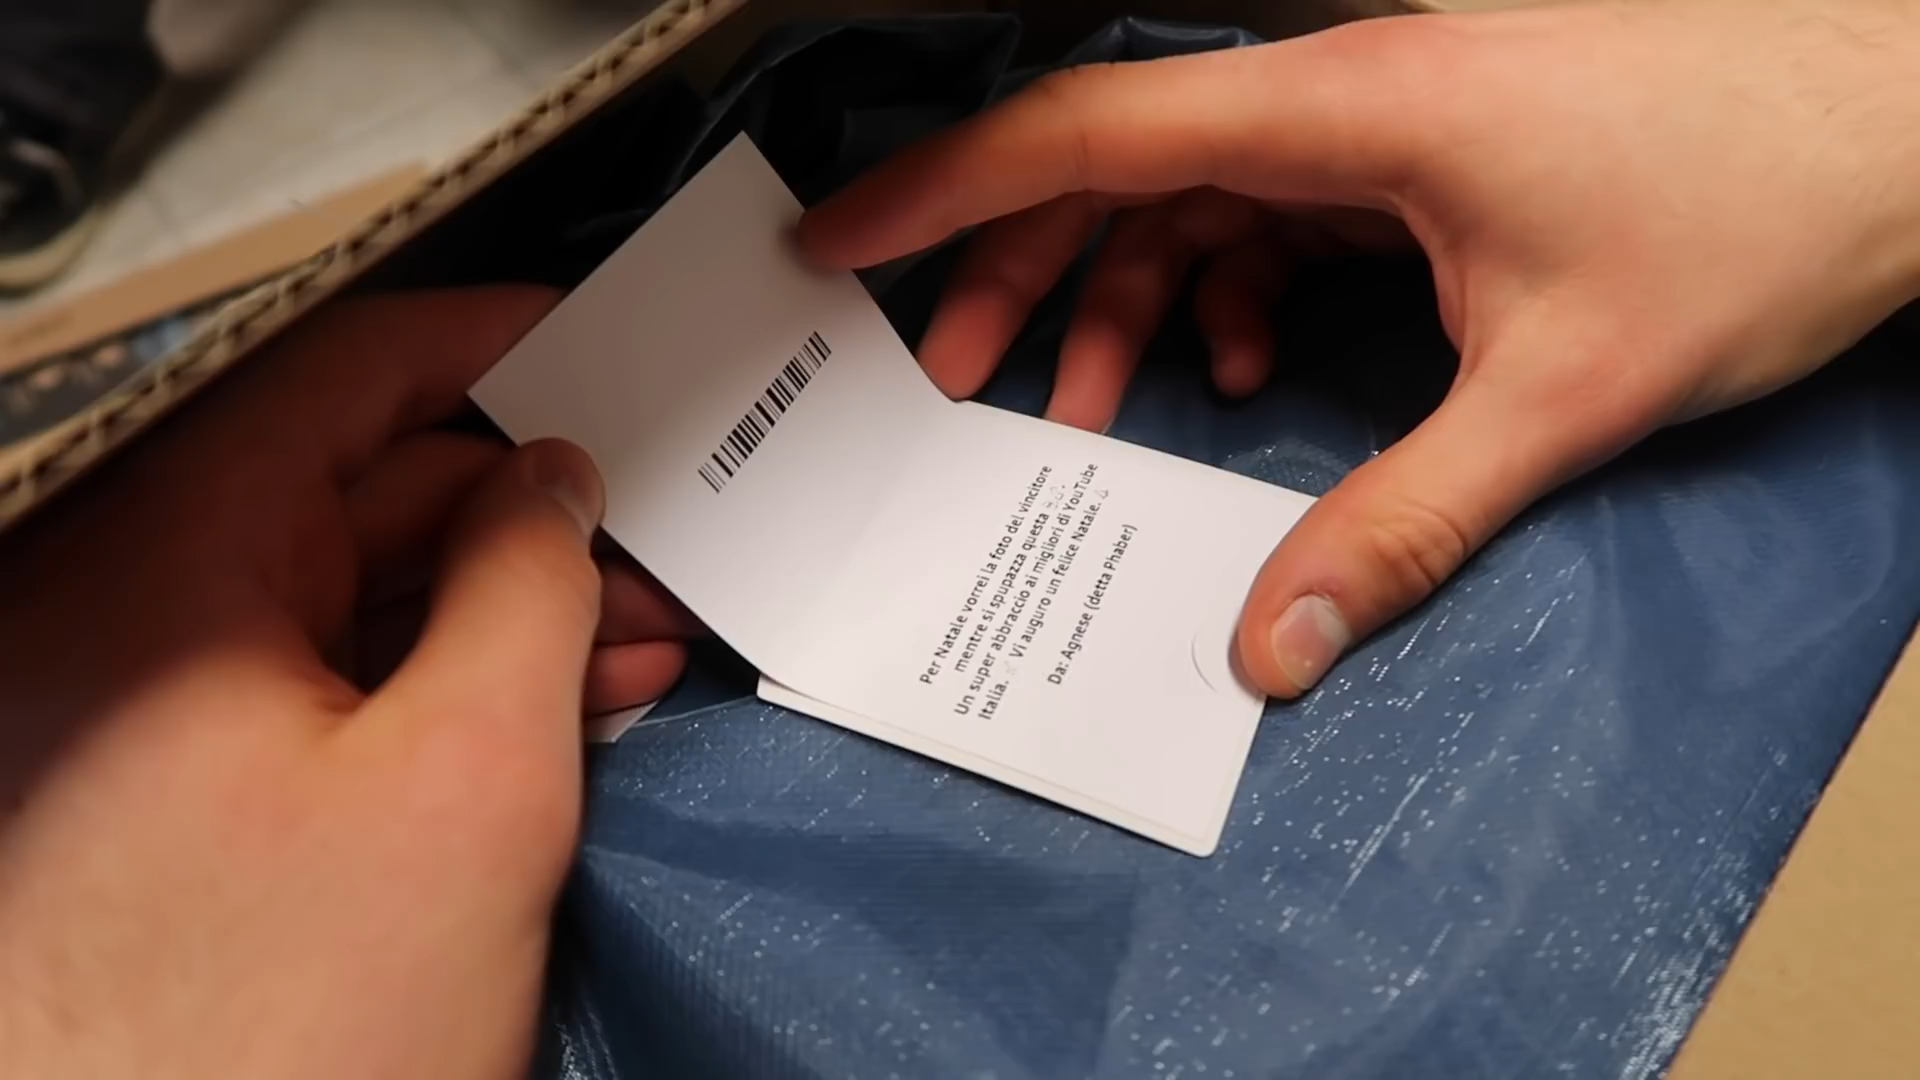 Per Natale vorrei la foto del vincitore
mentre si spupazza questa
Un super abbraccio ai migliori di YouTube
Italia. Vi auguro un felice Natale.
Da: Agnese (detta Phaber)